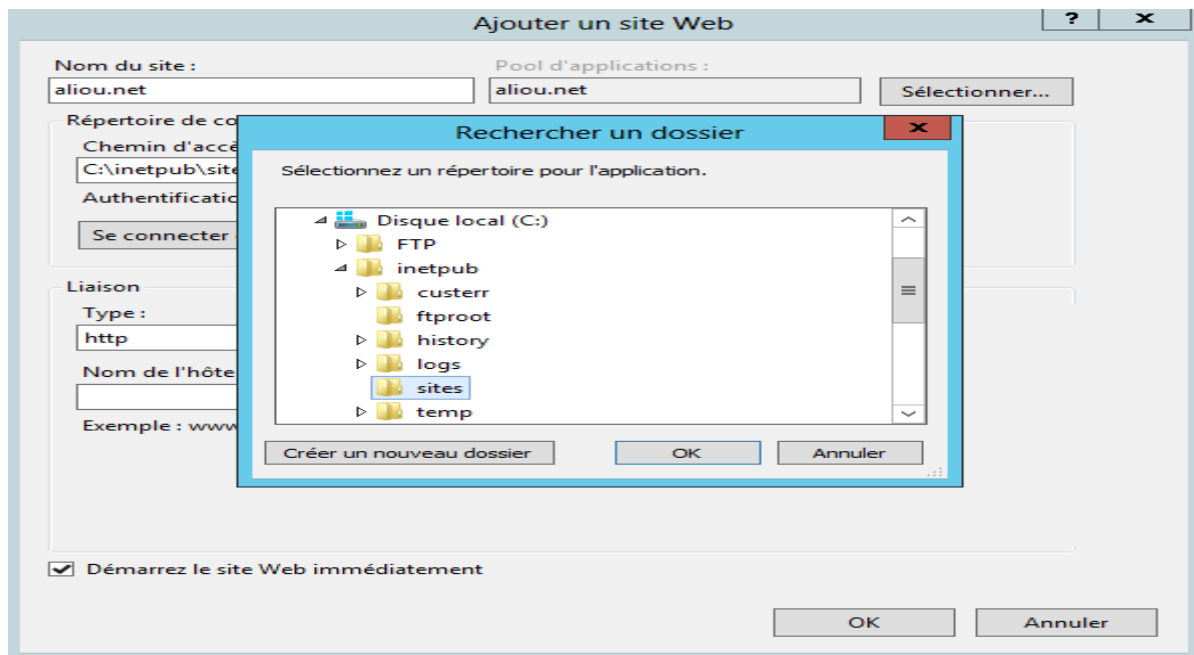 Ajouter un site Web
? x
Nom du site : Pool d'applications :
aliou.net aliou.net Sélectionner...
Répertoire de co
Chemin d'accè
C:\inetpub\site
Authentificatio
Se connecter
Rechercher un dossier x
Sélectionnez un répertoire pour l'application.
Disque local (C:)
FTP
inetpub
custerr
ftproot
history
logs
sites
temp
Créer un nouveau dossier OK Annuler
Liaison
Type :
http
Nom de l'hôte
Exemple : www
Démarrez le site Web immédiatement
OK Annuler